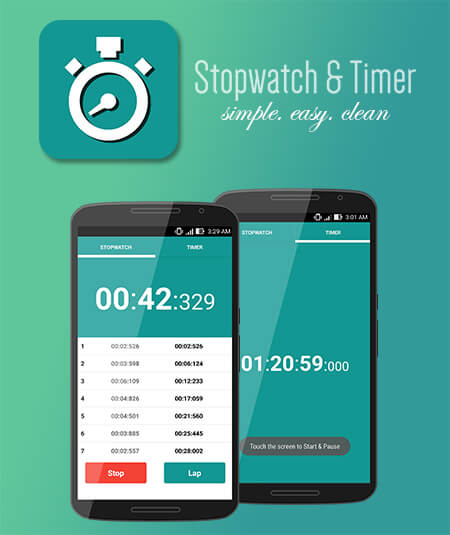 Stopwatch & Timer
simple. easy. clean
3:29 AM
STOPWATCH TIMER
00:42:329
1 00:02:526 00:02:526
2 00:03:598 00:06:124
3 00:06:109 00:12:233
4 00:04:826 00:17:059
5 00:04:501 00:21:560
6 00:03:885 00:25:445
7 00:02:557 00:28:002
Stop Lap
3:01 AM
STOPWATCH TIMER
01:20:59:000
Touch the screen to Start & Pause